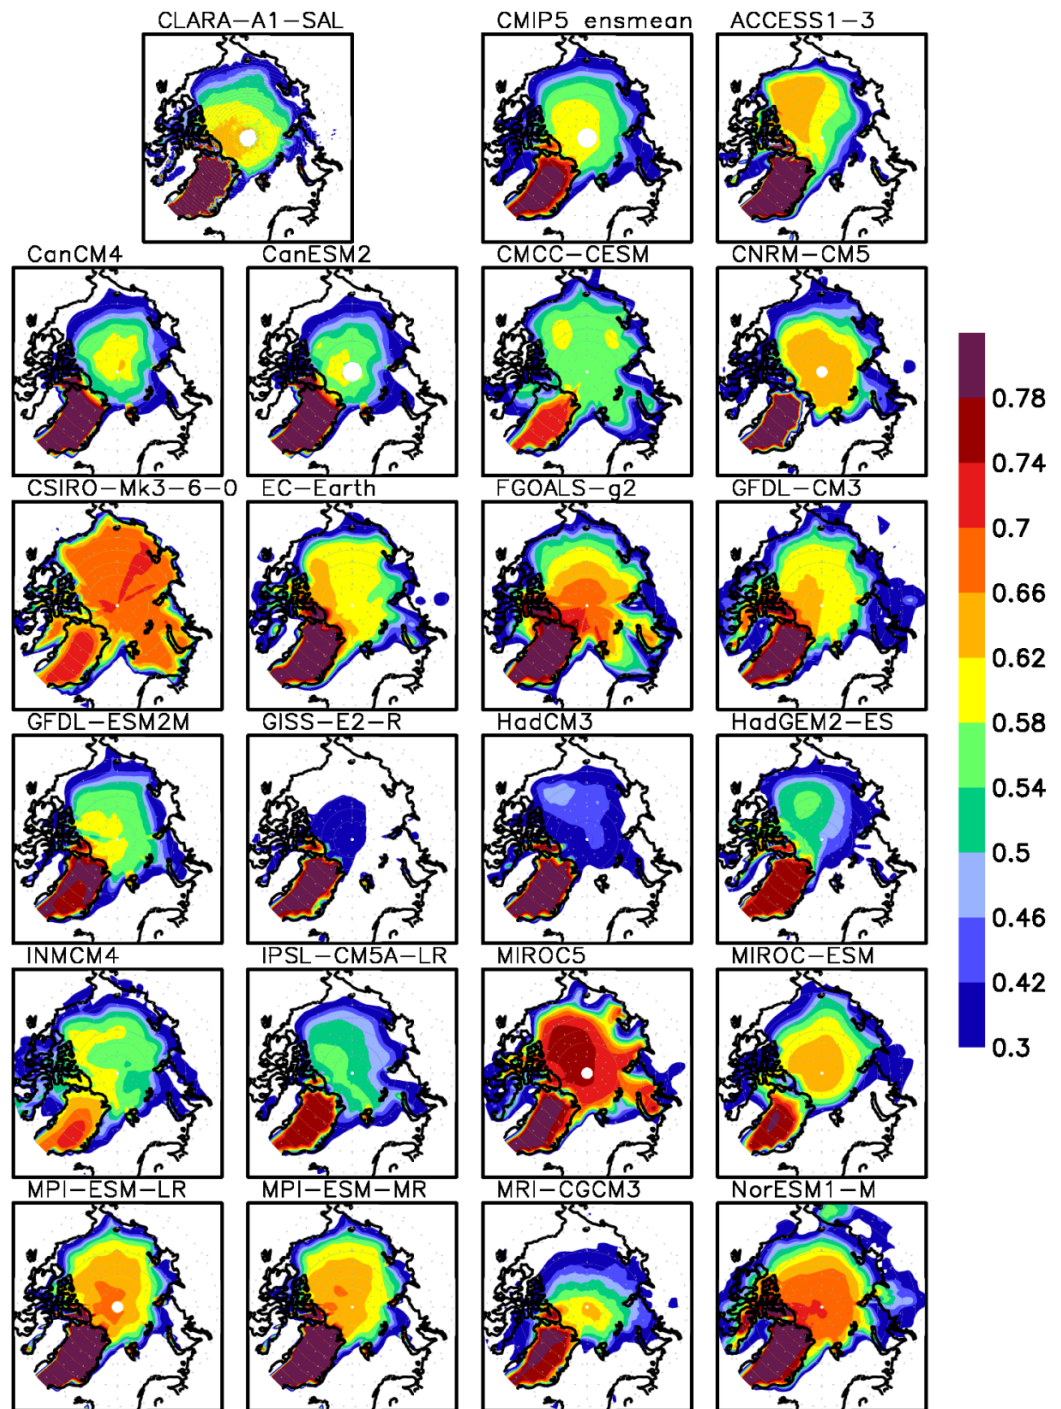 CLARA-A1-SAL
CMIP5 ensmean
ACCESS1-3
CanCM4
CanESM2
CMCC-CESM
CNRM-CM5
CSIRO-Mk3-6-0
EC-Earth
FGOALS-g2
GFDL-CM3
GFDL-ESM2M
GISS-E2-R
HadCM3
HadGEM2-ES
INMCM4
IPSL-CM5A-LR
MIROC5
MIROC-ESM
MPI-ESM-LR
MPI-ESM-MR
MRI-CGCM3
NorESM1-M
0.78
0.74
0.7
0.66
0.62
0.58
0.54
0.5
0.46
0.42
0.3